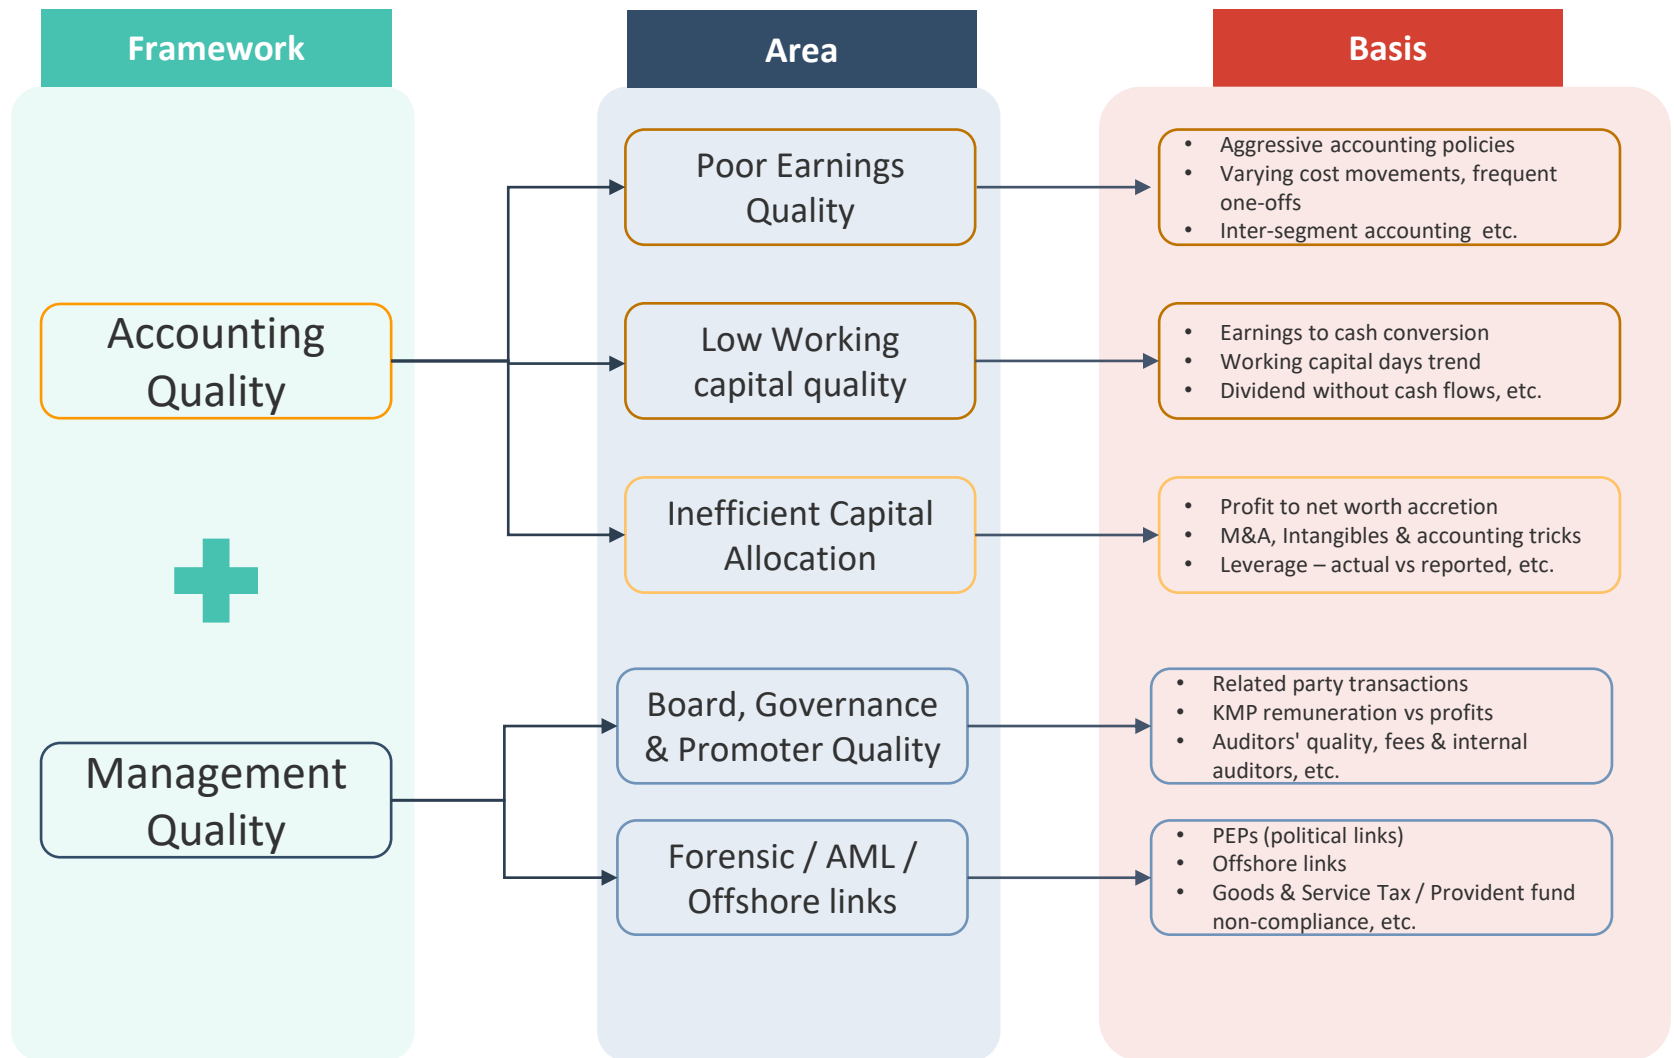 Framework
Area
Basis
Accounting
Quality
Management
Quality
Poor Earnings
Quality
Low Working
capital quality
Inefficient Capital
Allocation
Board, Governance
& Promoter Quality
Forensic / AML /
Offshore links
• Aggressive accounting policies
• Varying cost movements, frequent
one-offs
• Inter-segment accounting etc.
• Earnings to cash conversion
• Working capital days trend
• Dividend without cash flows, etc.
• Profit to net worth accretion
• M&A, Intangibles & accounting tricks
• Leverage – actual vs reported, etc.
• Related party transactions
• KMP remuneration vs profits
• Auditors' quality, fees & internal
auditors, etc.
• PEPs (political links)
• Offshore links
• Goods & Service Tax / Provident fund
non-compliance, etc.